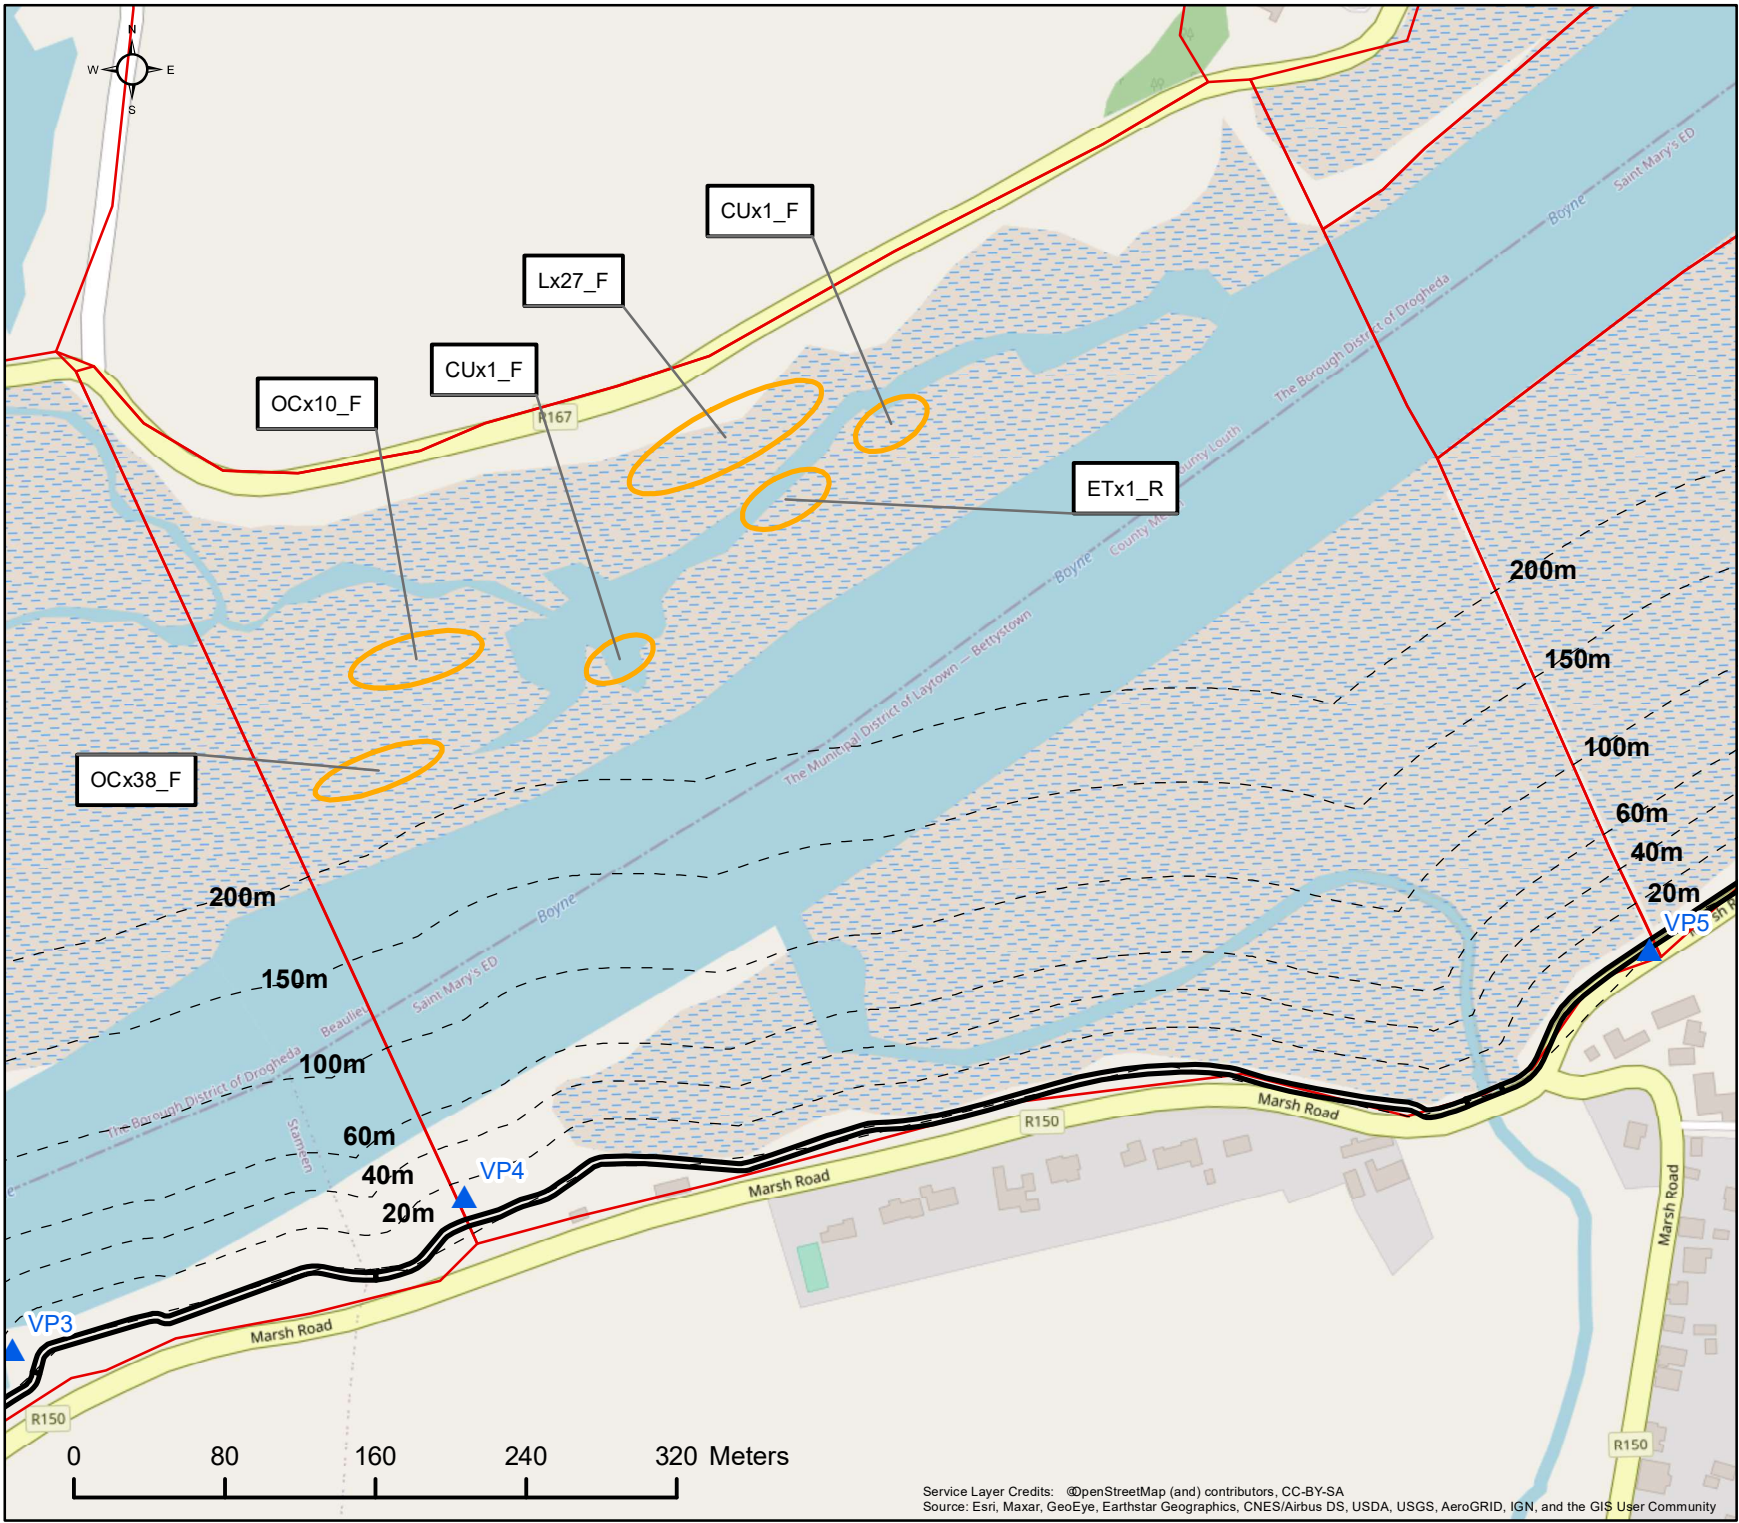 N
W E
S
CUx1_F
Lx27_F
CUx1_F
OCx10_F
R167
ETx1_R
OCx38_F
Saint Mary's ED
Boyne
The Borough District of Drogheda
County Louth
Boyne
The Municipal District of Laytown — Bettystown
200m
150m
100m
60m
40m
20m
VP5
200m
150m
100m
60m
40m
20m
Boyne
Saint Mary's ED
Beaulieu
The Borough District of Drogheda
Stameen
VP4
VP3
R150
Marsh Road
Marsh Road
Marsh Road
Marsh Road
R150
R150
0 80 160 240 320 Meters
Service Layer Credits: ©OpenStreetMap (and) contributors, CC-BY-SA
Source: Esri, Maxar, GeoEye, Earthstar Geographics, CNES/Airbus DS, USDA, USGS, AeroGRID, IGN, and the GIS User Community